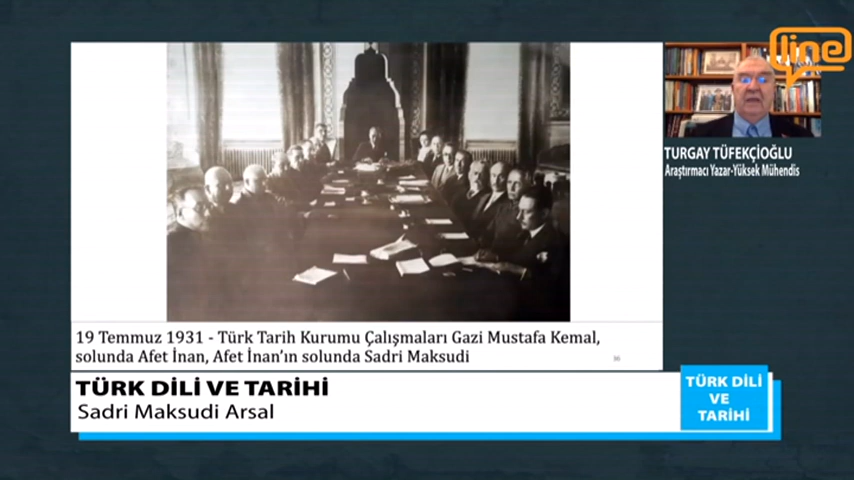 line
TURGAY TÜFEKÇİOĞLU
Araştırmacı Yazar-Yüksek Mühendis
19 Temmuz 1931 - Türk Tarih Kurumu Çalışmaları Gazi Mustafa Kemal,
solunda Afet İnan, Afet İnan’ın solunda Sadri Maksudi
36
TÜRK DİLİ VE TARİHİ
Sadri Maksudi Arsal
TÜRK DİLİ
VE
TARİHİ